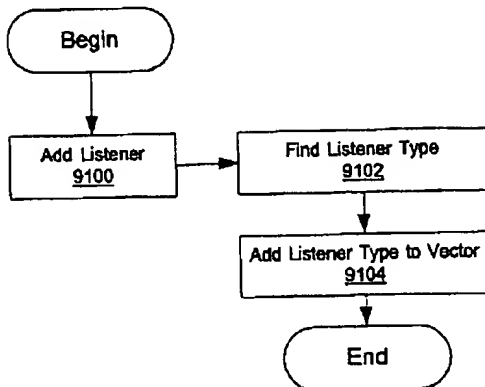 Begin
Add Listener
9100
Find Listener Type
9102
Add Listener Type to Vector
9104
End